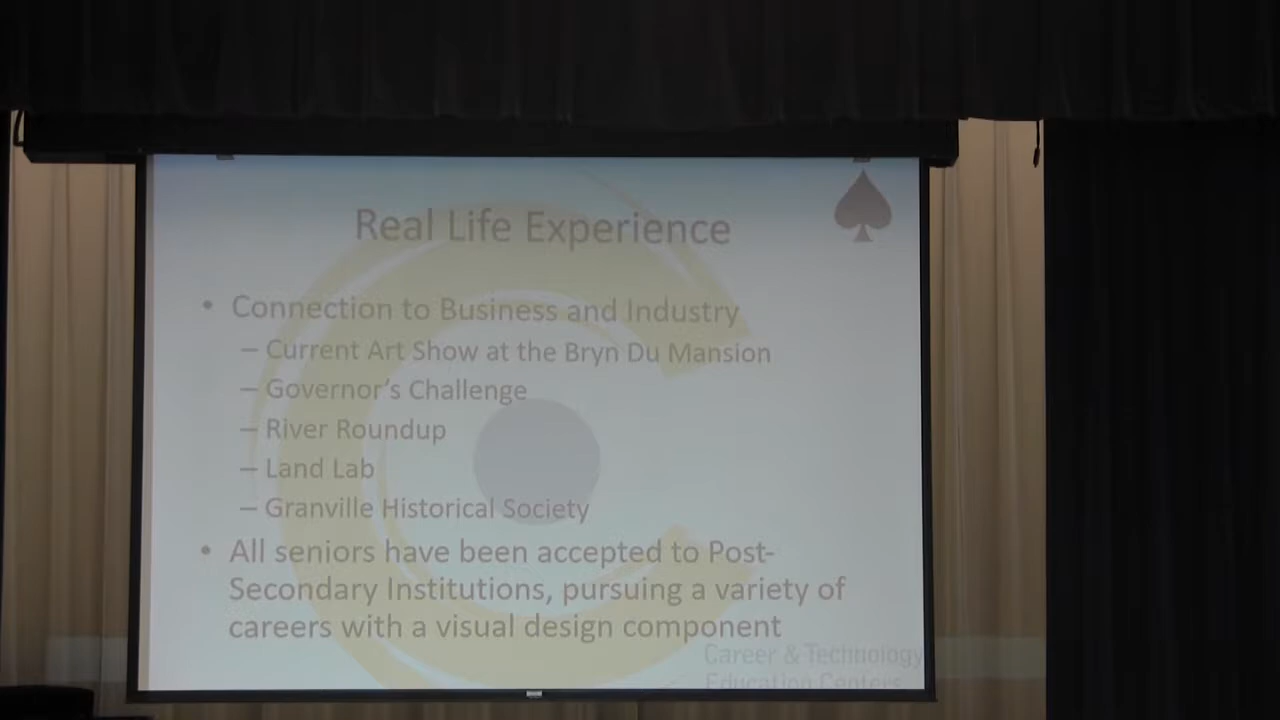 Real Life Experience
• Connection to Business and Industry
– Current Art Show at the Bryn Du Mansion
– Governor's Challenge
– River Roundup
– Land Lab
– Granville Historical Society
• All seniors have been accepted to Post-
Secondary Institutions, pursuing a variety of
careers with a visual design component
Career & Technology
Education Centers